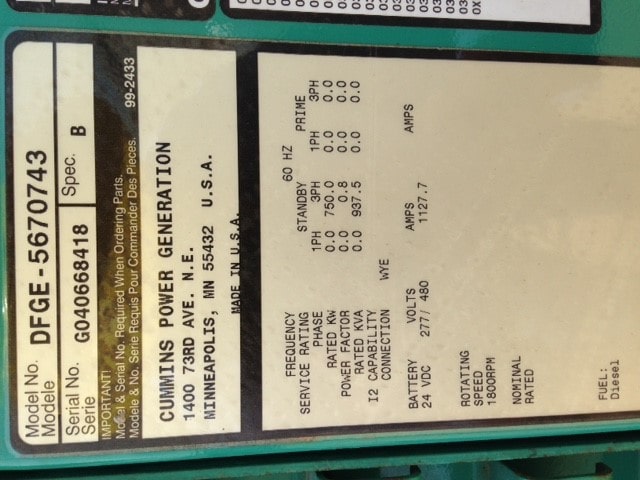 Model No.
Modele
DFGE-5670743
Serial No.
Serie
G040668418
Spec.
B
IMPORTANT!
Model & Serial No. Required When Ordering Parts.
Modele & No. Serie Requis Pour Commander Des Pieces.
99-2433
CUMMINS POWER GENERATION
1400 73RD AVE. N.E.
MINNEAPOLIS, MN 55432 U.S.A.
MADE IN U.S.A.
FREQUENCY 60 HZ
SERVICE RATING STANDBY PRIME
PHASE 1PH 3PH 1PH 3PH
RATED KW 0.0 750.0 0.0 0.0
POWER FACTOR 0.0 0.8 0.0 0.0
RATED KVA 0.0 937.5 0.0 0.0
I2 CAPABILITY
CONNECTION WYE
BATTERY VOLTS AMPS AMPS
24 VDC 277/ 480 1127.7
ROTATING
SPEED
1800RPM
NOMINAL
RATED
FUEL:
Diesel